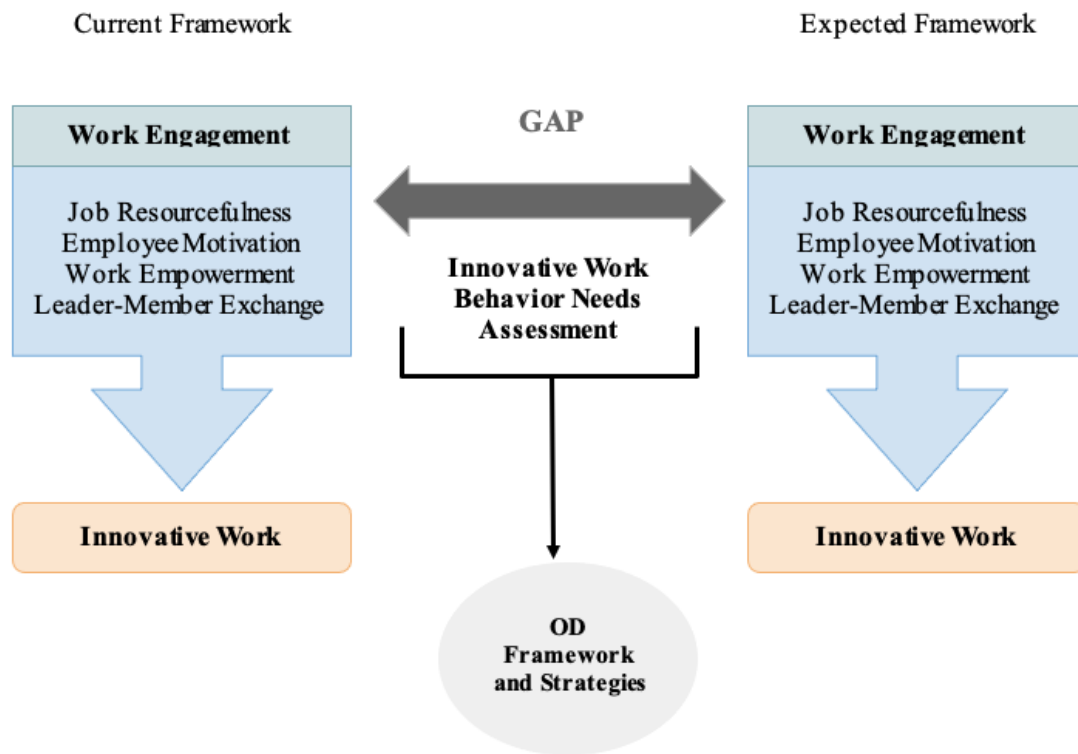 Current Framework
Expected Framework
Work Engagement
Job Resourcefulness
Employee Motivation
Work Empowerment
Leader-Member Exchange
Innovative Work
GAP
Innovative Work
Behavior Needs
Assessment
OD
Framework
and Strategies
Work Engagement
Job Resourcefulness
Employee Motivation
Work Empowerment
Leader-Member Exchange
Innovative Work